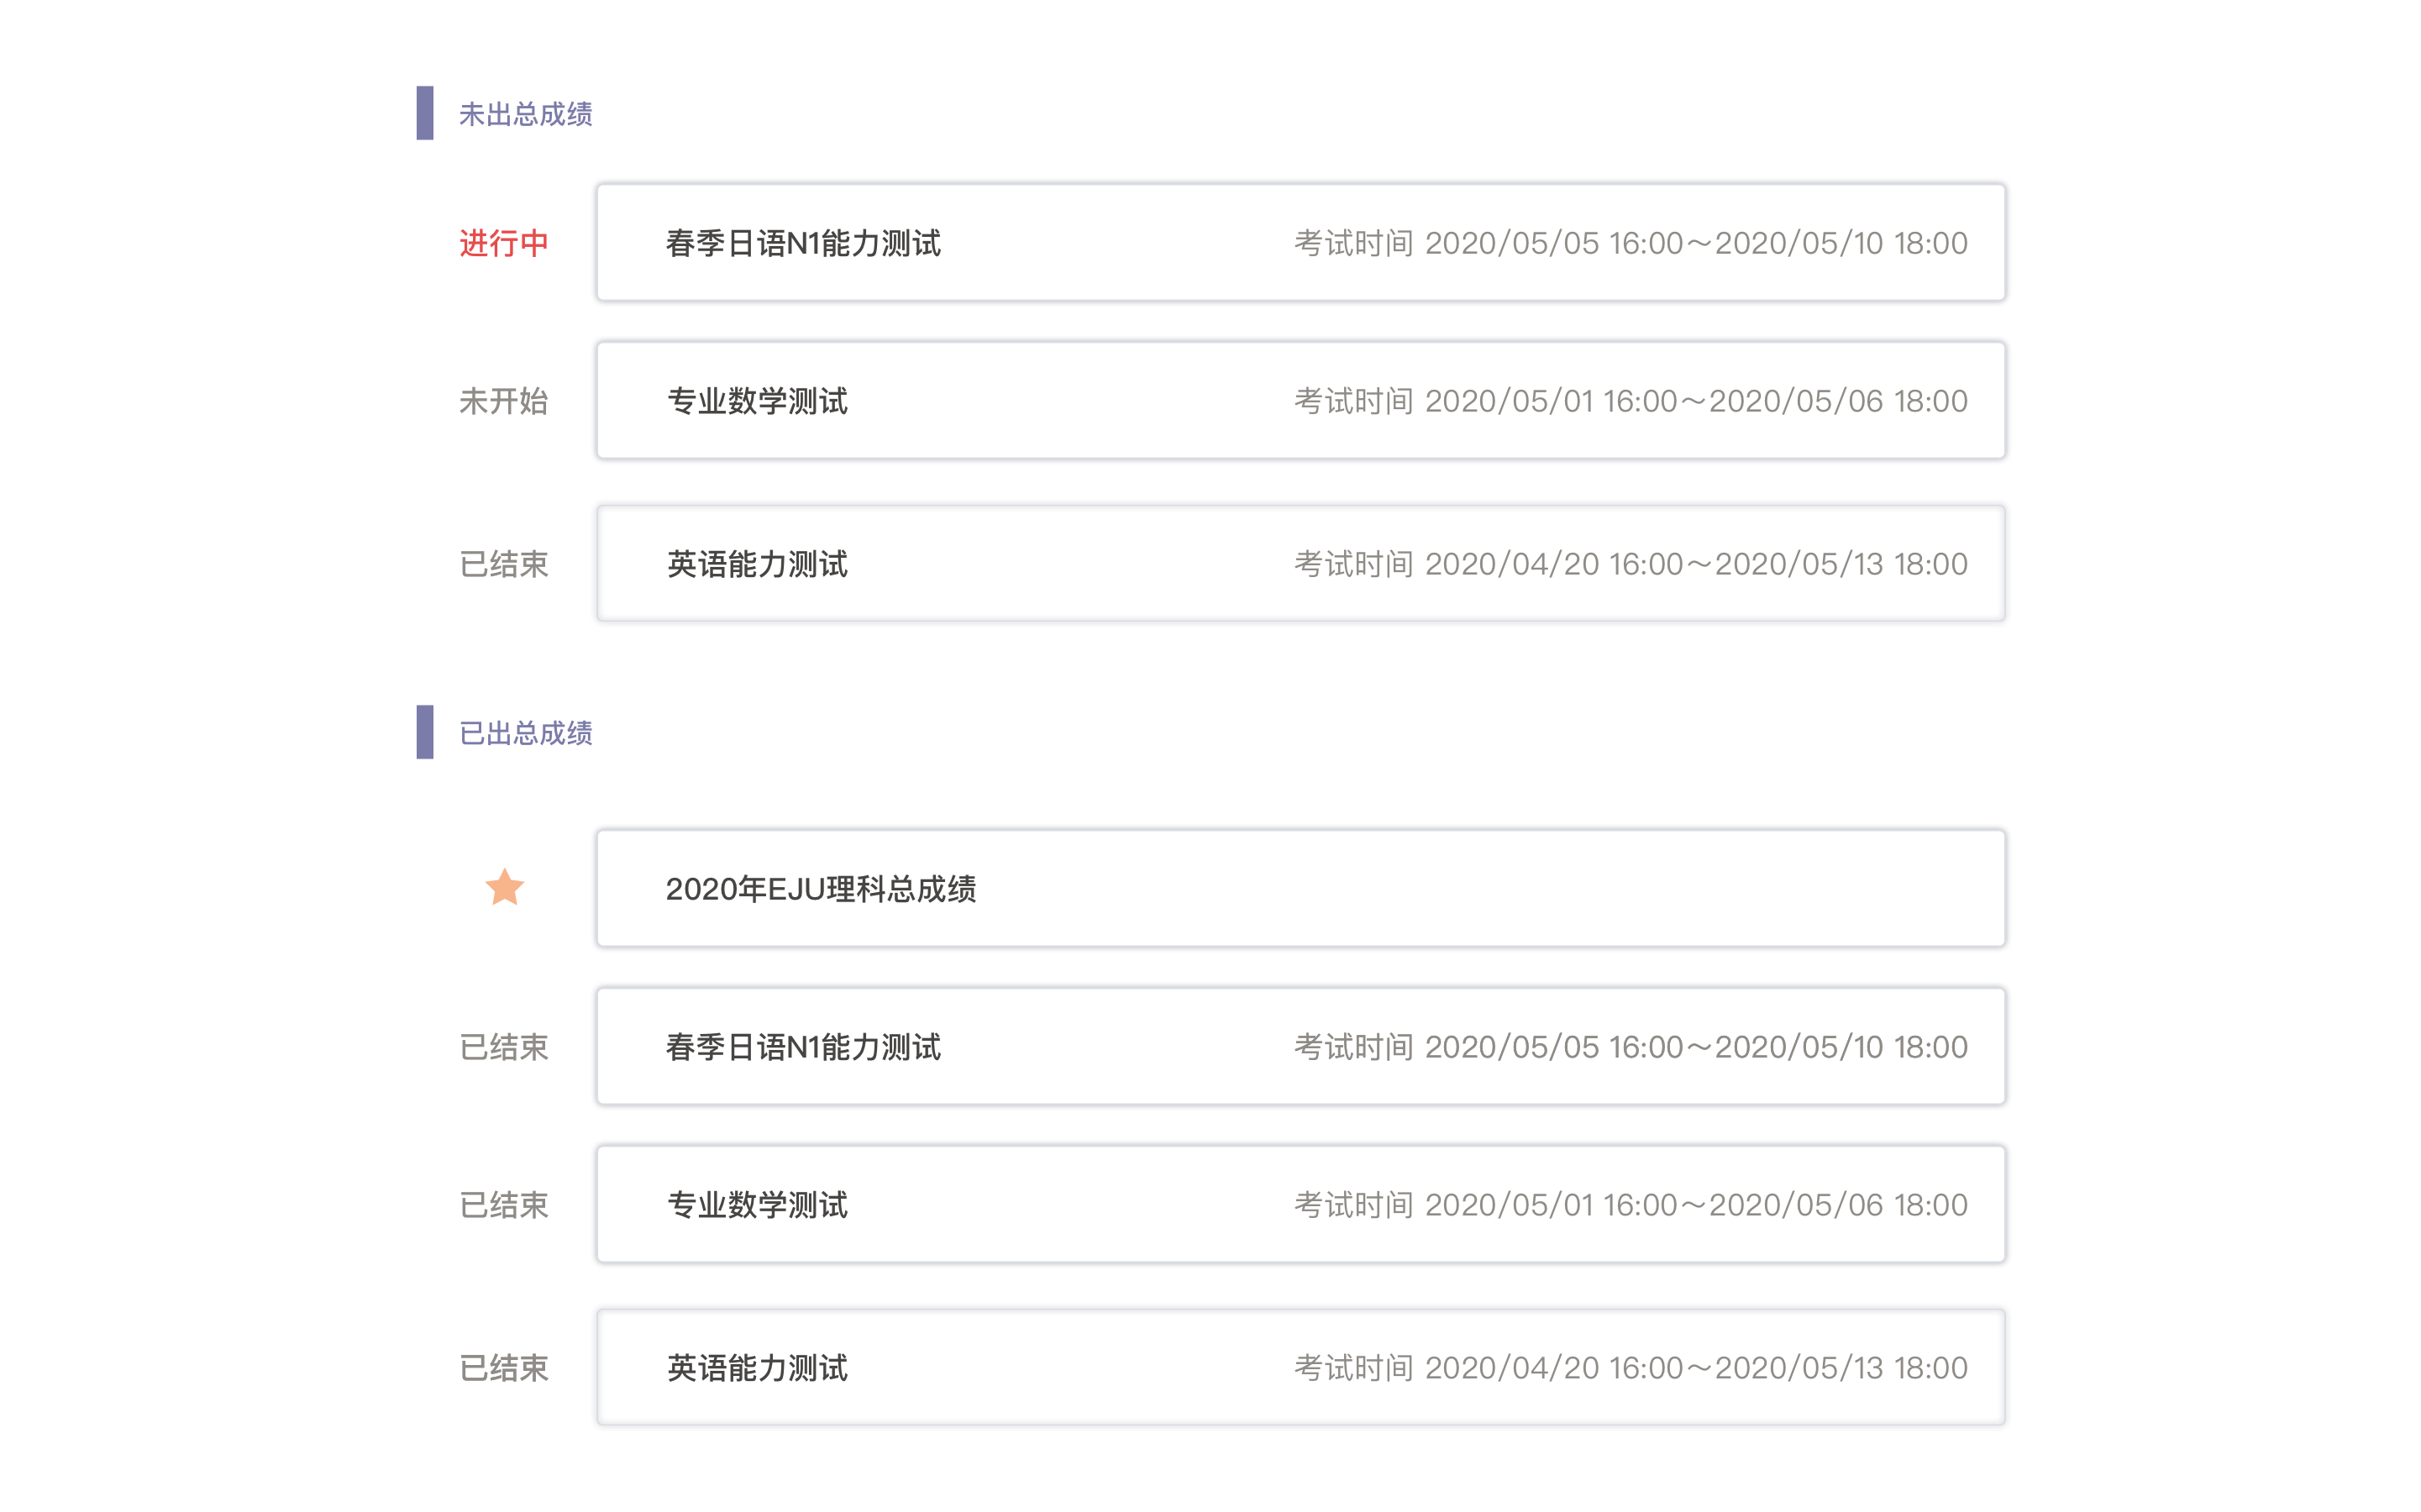 未出总成绩
进行中 春季日语N1能力测试 考试时间 2020/05/05 16:00～2020/05/10 18:00
未开始 专业数学测试 考试时间 2020/05/01 16:00～2020/05/06 18:00
已结束 英语能力测试 考试时间 2020/04/20 16:00～2020/05/13 18:00
已出总成绩
2020年EJU理科总成绩
已结束 春季日语N1能力测试 考试时间 2020/05/05 16:00～2020/05/10 18:00
已结束 专业数学测试 考试时间 2020/05/01 16:00～2020/05/06 18:00
已结束 英语能力测试 考试时间 2020/04/20 16:00～2020/05/13 18:00